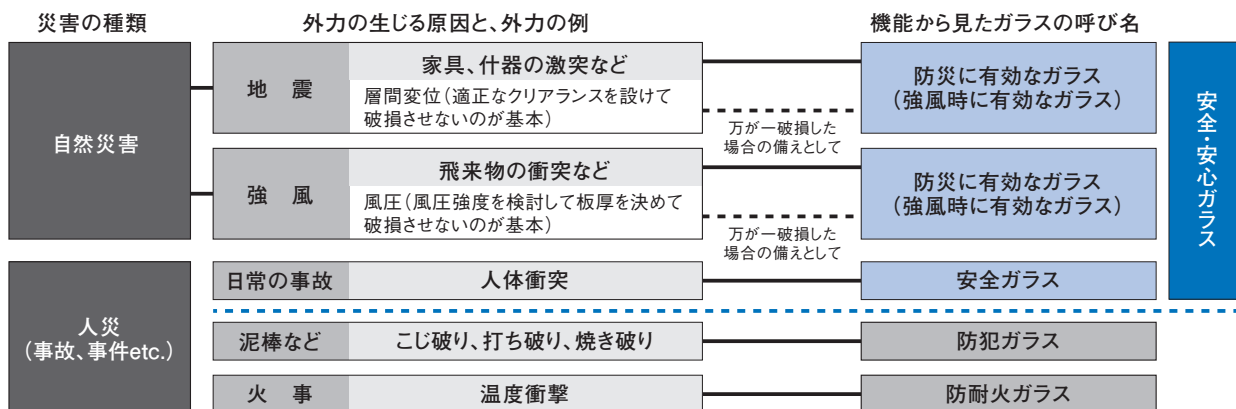 災害の種類
外力の生じる原因と、外力の例
機能から見たガラスの呼び名
自然災害
地 震
家具、什器の激突など
層間変位(適正なクリアランスを設けて
破損させないのが基本)
万が一破損した
場合の備えとして
防災に有効なガラス
(強風時に有効なガラス)
強 風
飛来物の衝突など
風圧(風圧強度を検討して板厚を決めて
破損させないのが基本)
万が一破損した
場合の備えとして
防災に有効なガラス
(強風時に有効なガラス)
安全・安心ガラス
人災
(事故、事件etc.)
日常の事故
人体衝突
安全ガラス
泥棒など
こじ破り、打ち破り、焼き破り
防犯ガラス
火 事
温度衝撃
防耐火ガラス